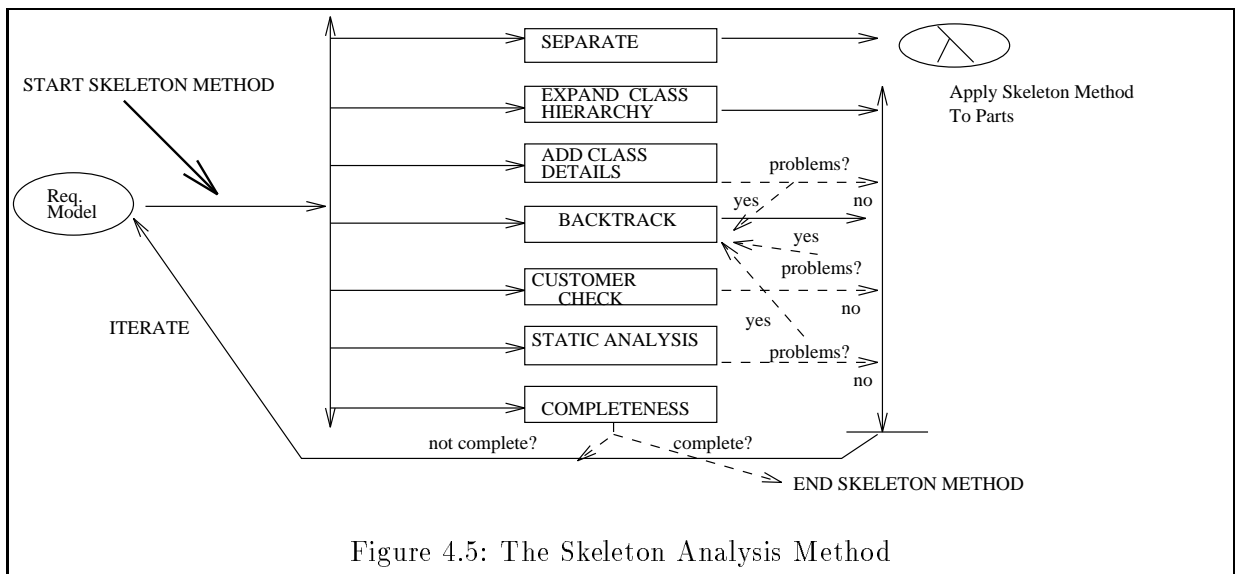 SEPARATE
START SKELETON METHOD
EXPAND CLASS
HIERARCHY
Apply Skeleton Method
To Parts
ADD CLASS
DETAILS
problems?
yes
no
Req.
Model
BACKTRACK
yes
problems?
CUSTOMER
CHECK
no
yes
ITERATE
STATIC ANALYSIS
problems?
no
COMPLETENESS
not complete?
complete?
END SKELETON METHOD
Figure 4.5: The Skeleton Analysis Method